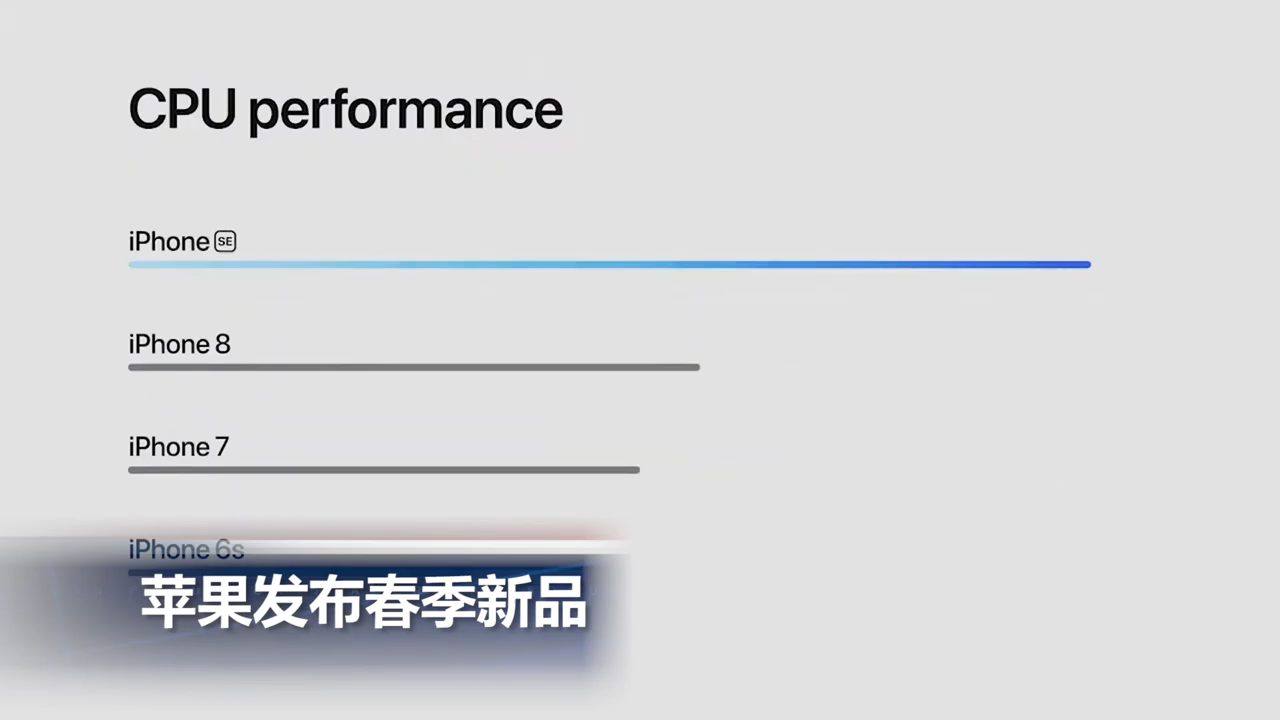 CPU performance
iPhone SE
iPhone 8
iPhone 7
iPhone 6s
苹果发布春季新品